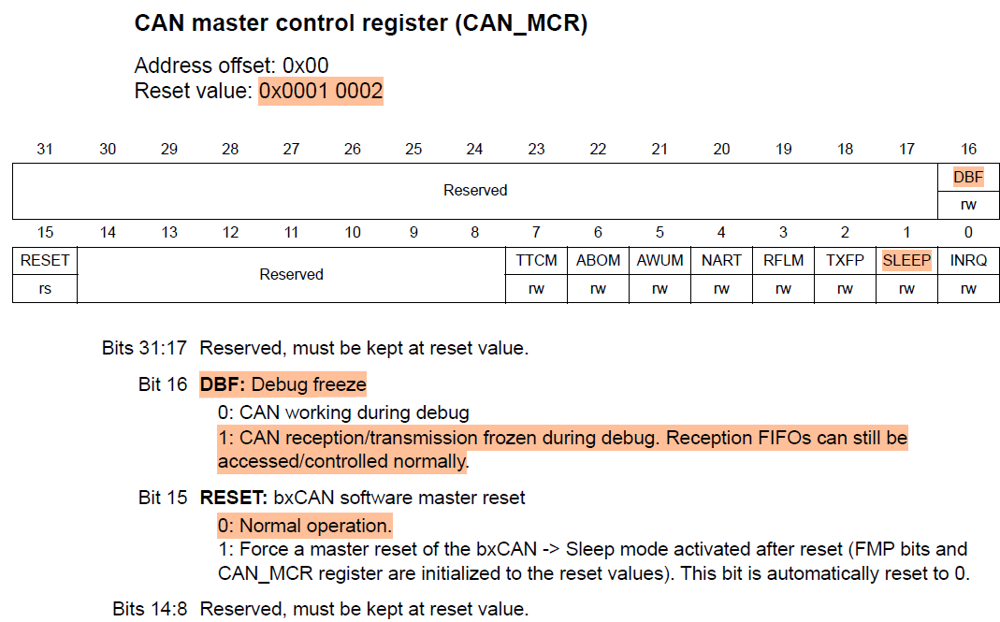 CAN master control register (CAN_MCR)
Address offset: 0x00
Reset value: 0x0001 0002
31 30 29 28 27 26 25 24 23 22 21 20 19 18 17 16
Reserved DBF
rw
15 14 13 12 11 10 9 8 7 6 5 4 3 2 1 0
RESET Reserved TTCM ABOM AWUM NART RFLM TXFP SLEEP INRQ
rs rw rw rw rw rw rw rw rw
Bits 31:17 Reserved, must be kept at reset value.
Bit 16 DBF: Debug freeze
0: CAN working during debug
1: CAN reception/transmission frozen during debug. Reception FIFOs can still be
accessed/controlled normally.
Bit 15 RESET: bxCAN software master reset
0: Normal operation.
1: Force a master reset of the bxCAN -> Sleep mode activated after reset (FMP bits and
CAN_MCR register are initialized to the reset values). This bit is automatically reset to 0.
Bits 14:8 Reserved, must be kept at reset value.